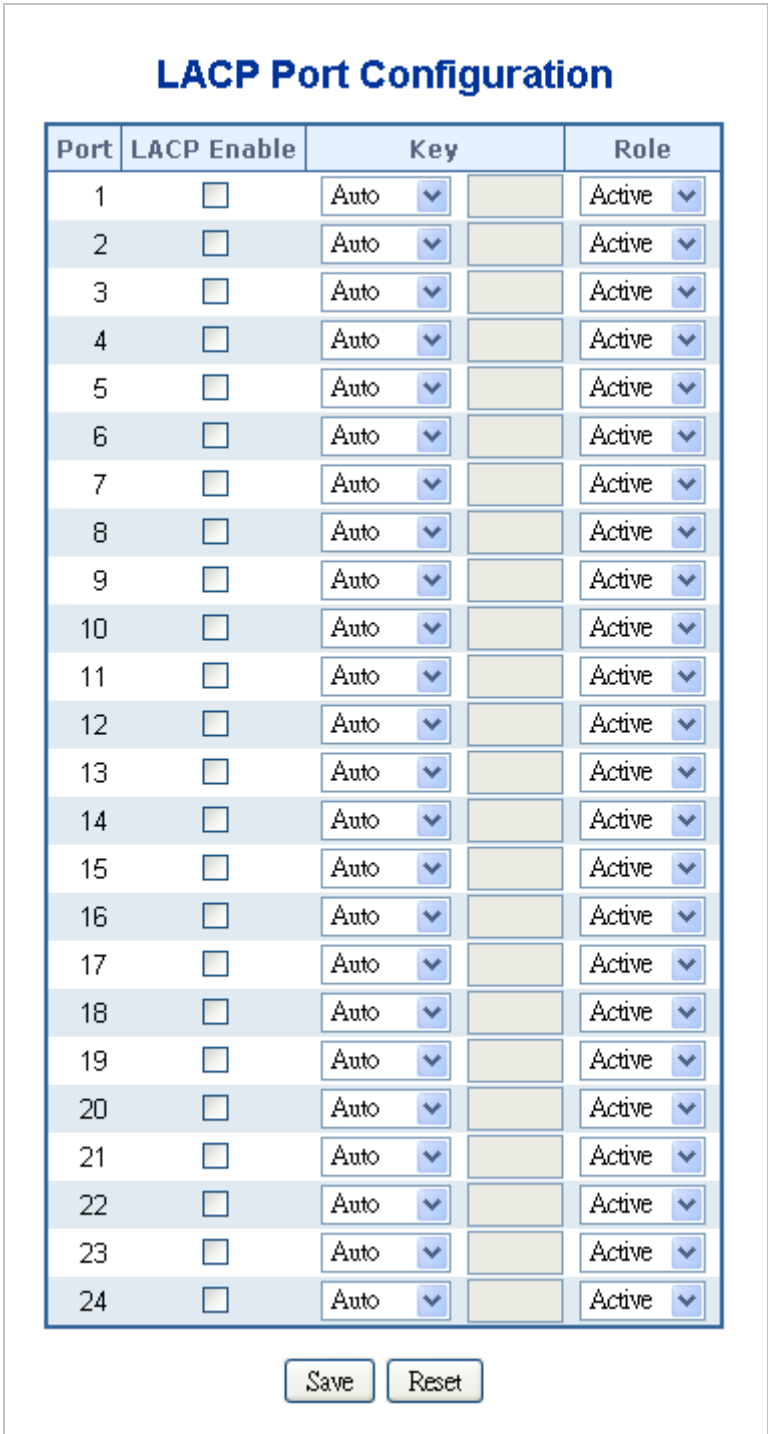 LACP Port Configuration
Port LACP Enable Key Role
1 Auto Active
2 Auto Active
3 Auto Active
4 Auto Active
5 Auto Active
6 Auto Active
7 Auto Active
8 Auto Active
9 Auto Active
10 Auto Active
11 Auto Active
12 Auto Active
13 Auto Active
14 Auto Active
15 Auto Active
16 Auto Active
17 Auto Active
18 Auto Active
19 Auto Active
20 Auto Active
21 Auto Active
22 Auto Active
23 Auto Active
24 Auto Active
Save Reset